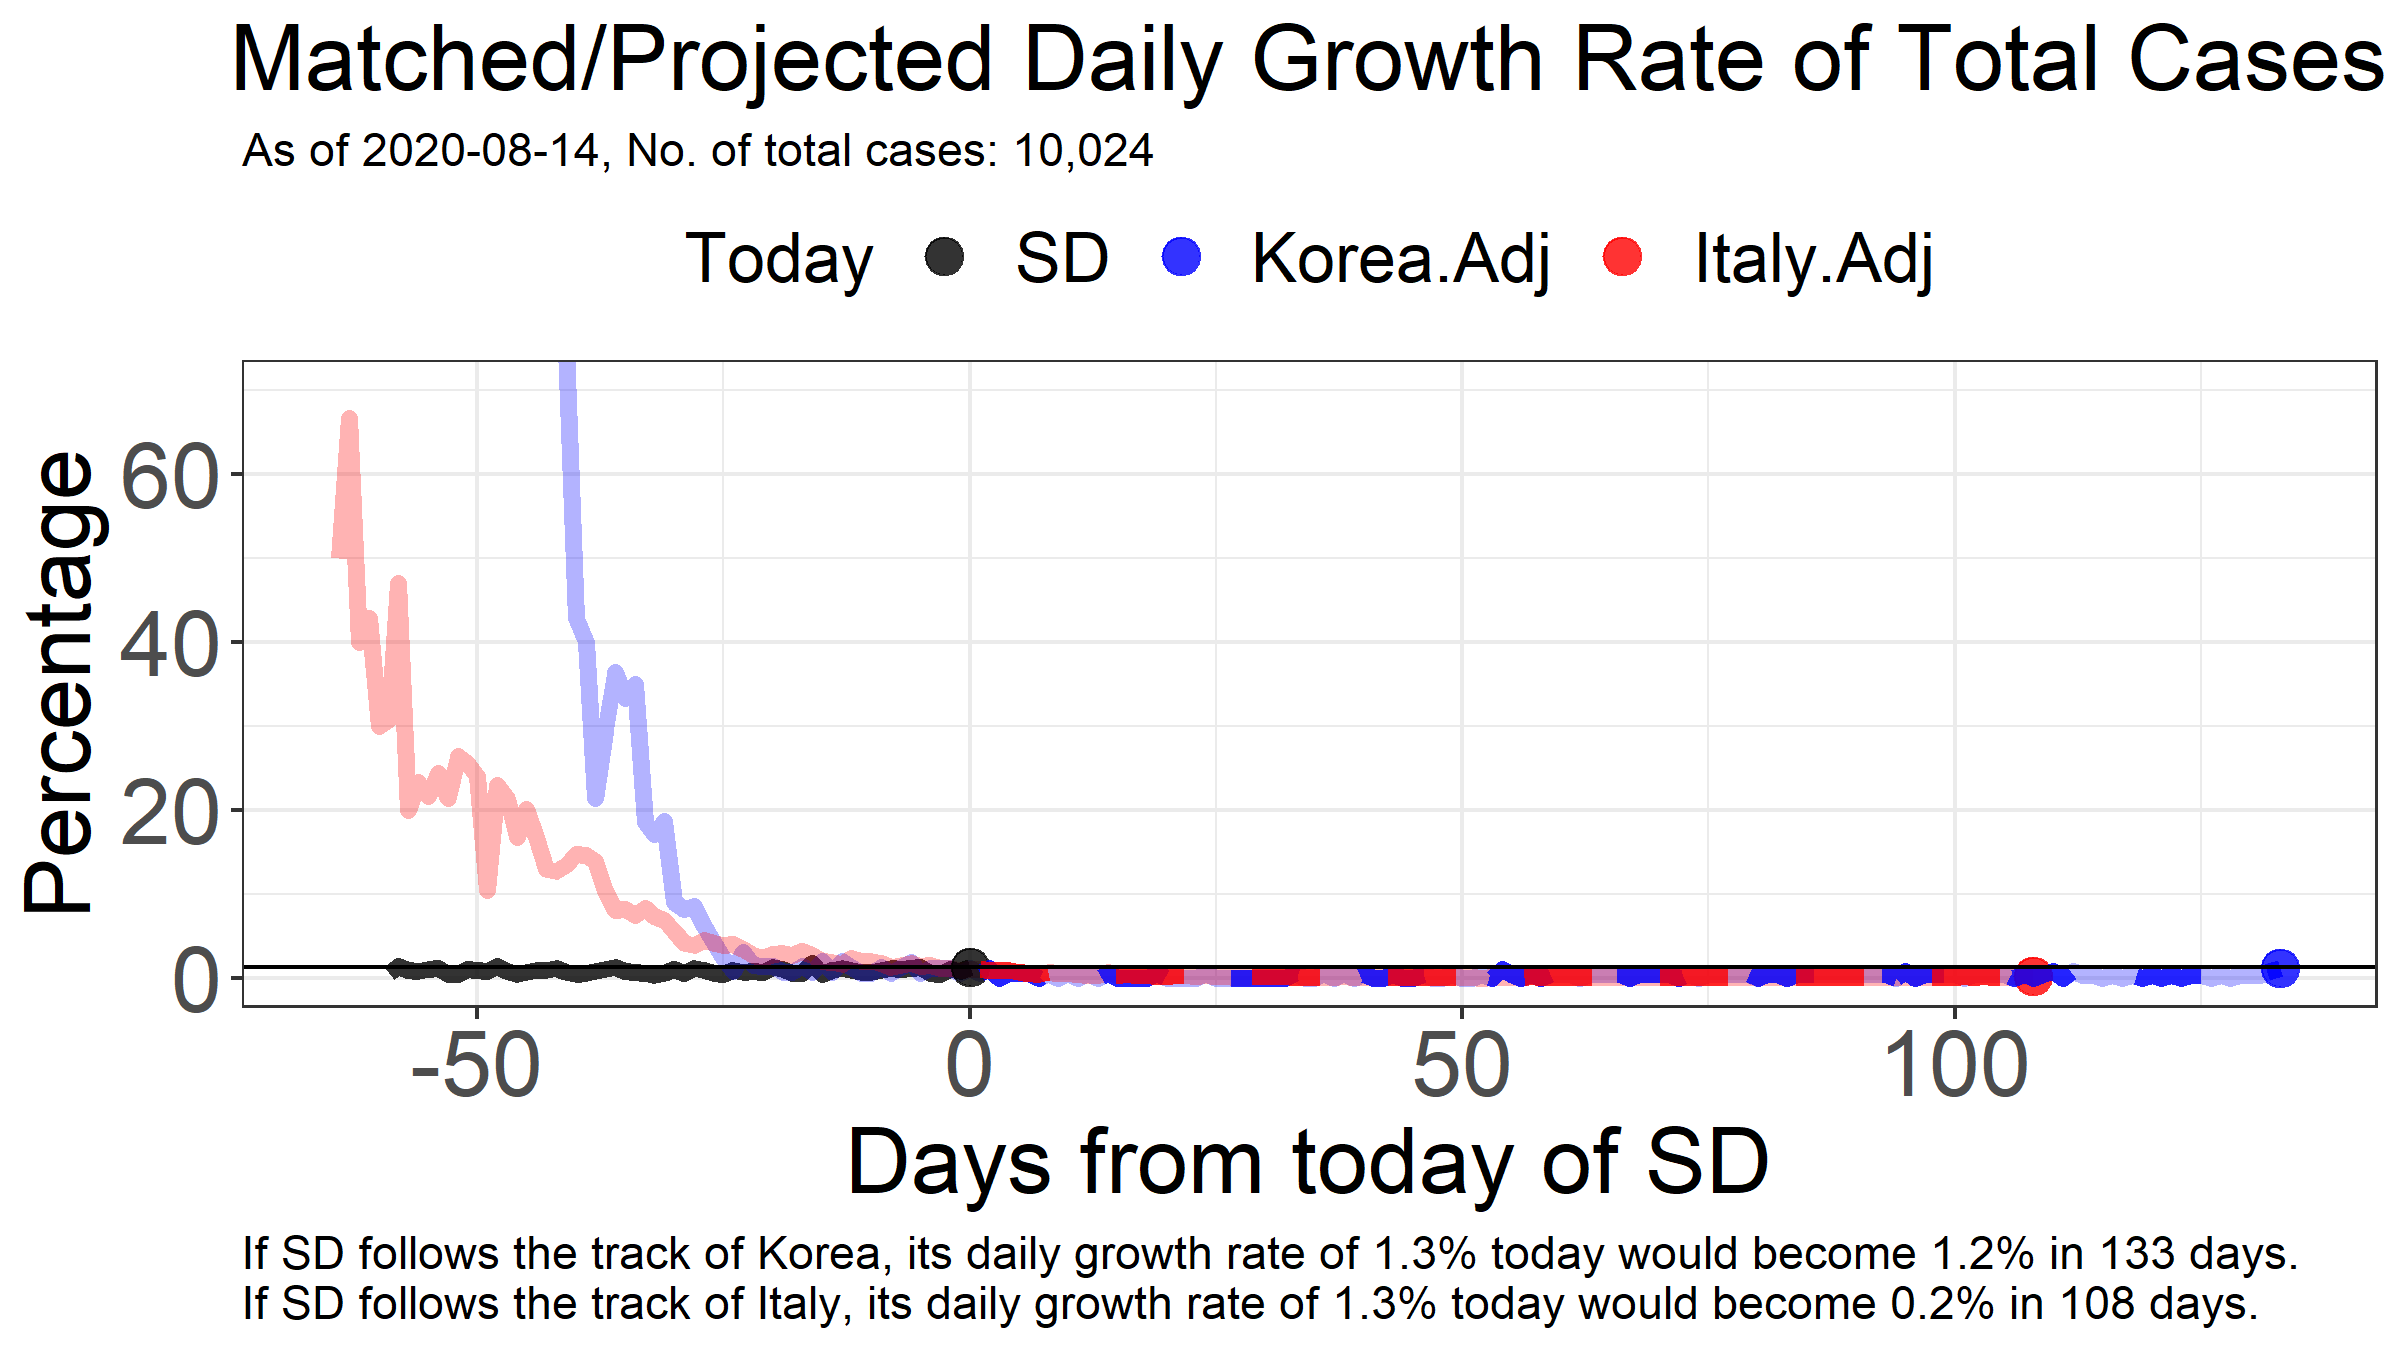 Matched/Projected Daily Growth Rate of Total Cases
As of 2020-08-14, No. of total cases: 10,024
Today SD Korea.Adj Italy.Adj
Percentage
60
40
20
0
-50 0 50 100
Days from today of SD
If SD follows the track of Korea, its daily growth rate of 1.3% today would become 1.2% in 133 days.
If SD follows the track of Italy, its daily growth rate of 1.3% today would become 0.2% in 108 days.